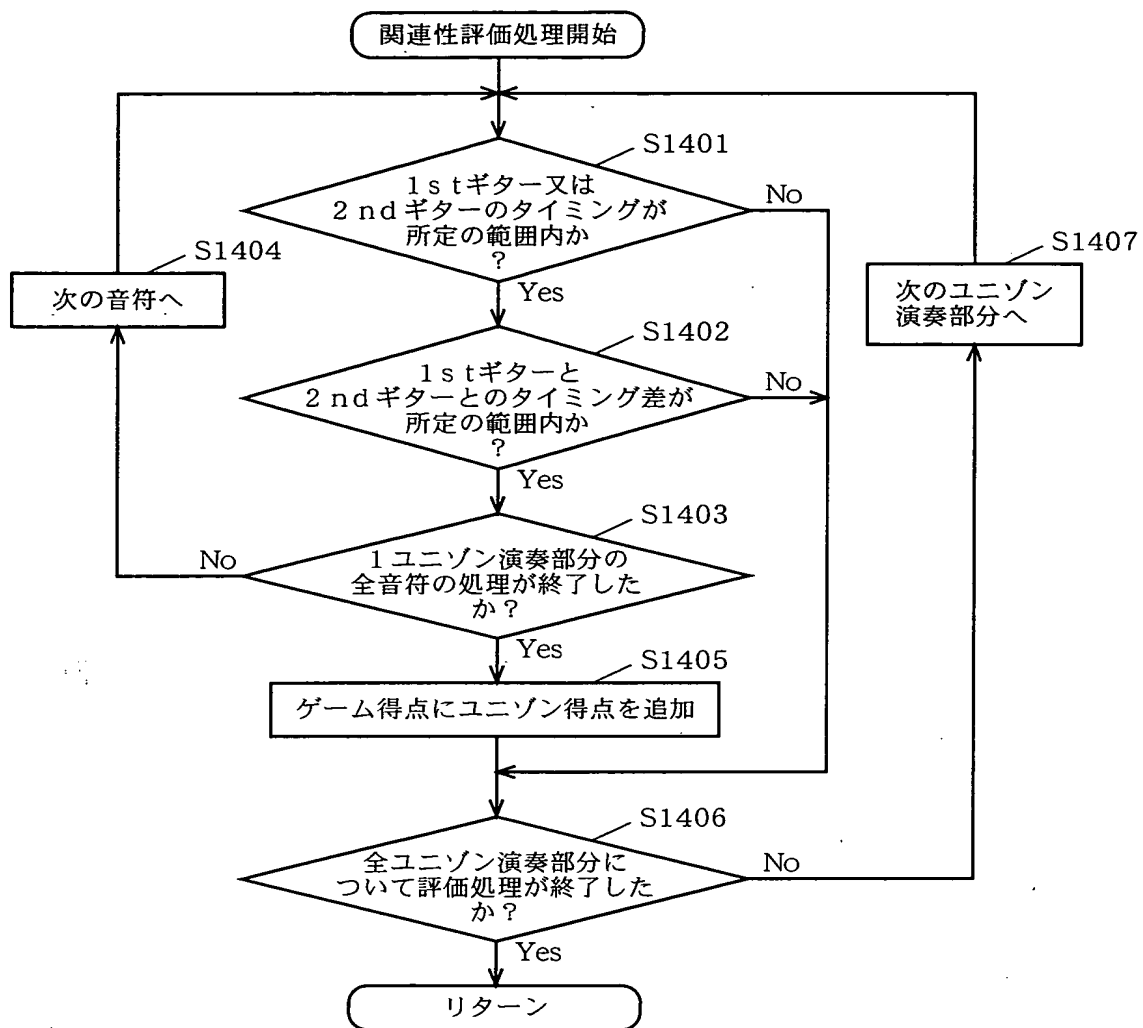 関連性評価処理開始
S1401
1stギター又は
2ndギターのタイミングが
所定の範囲内か
?
No
Yes
S1404
次の音符へ
S1407
次のユニゾン
演奏部分へ
S1402
1stギターと
2ndギターとのタイミング差が
所定の範囲内か
?
No
Yes
S1403
1ユニゾン演奏部分の
全音符の処理が終了した
か?
No
Yes
S1405
ゲーム得点にユニゾン得点を追加
S1406
全ユニゾン演奏部分に
ついて評価処理が終了した
か?
No
Yes
リターン